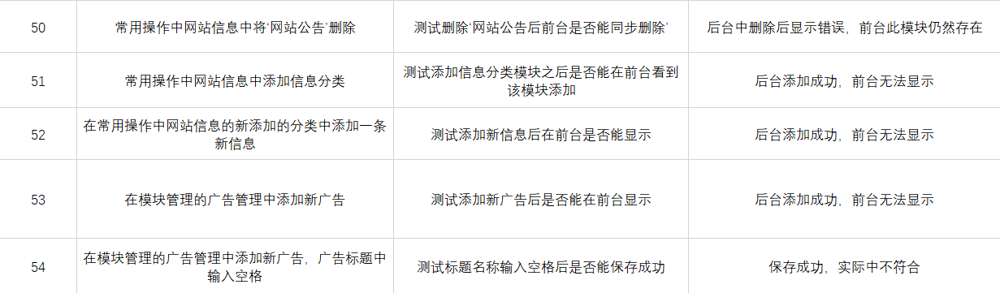 50 常用操作中网站信息中将‘网站公告’删除 测试删除‘网站公告后前台是否能同步删除’ 后台中删除后显示错误，前台此模块仍然存在
51 常用操作中网站信息中添加信息分类 测试添加信息分类模块之后是否能在前台看到
该模块添加 后台添加成功，前台无法显示
52 在常用操作中网站信息的新添加的分类中添加一条
新信息 测试添加新信息后在前台是否能显示 后台添加成功，前台无法显示
53 在模块管理的广告管理中添加新广告 测试添加新广告后是否能在前台显示 后台添加成功，前台无法显示
54 在模块管理的广告管理中添加新广告，广告标题中
输入空格 测试标题名称输入空格后是否能保存成功 保存成功，实际中不符合